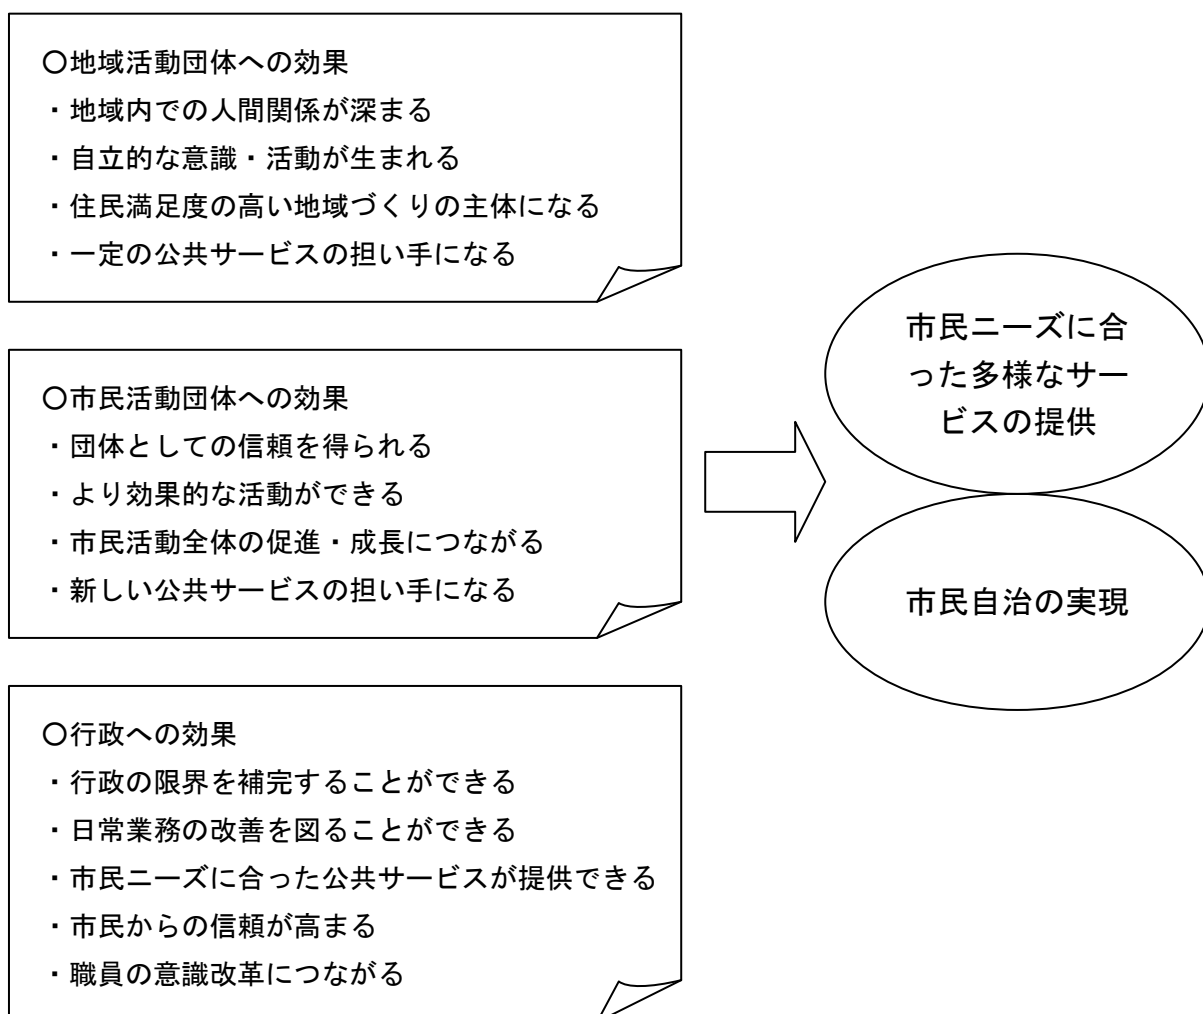 〇地域活動団体への効果
・地域内での人間関係が深まる
・自立的な意識・活動が生まれる
・住民満足度の高い地域づくりの主体になる
・一定の公共サービスの担い手になる
〇市民活動団体への効果
・団体としての信頼を得られる
・より効果的な活動ができる
・市民活動全体の促進・成長につながる
・新しい公共サービスの担い手になる
〇行政への効果
・行政の限界を補完することができる
・日常業務の改善を図ることができる
・市民ニーズに合った公共サービスが提供できる
・市民からの信頼が高まる
・職員の意識改革につながる
市民ニーズに合
った多様なサー
ビスの提供
市民自治の実現